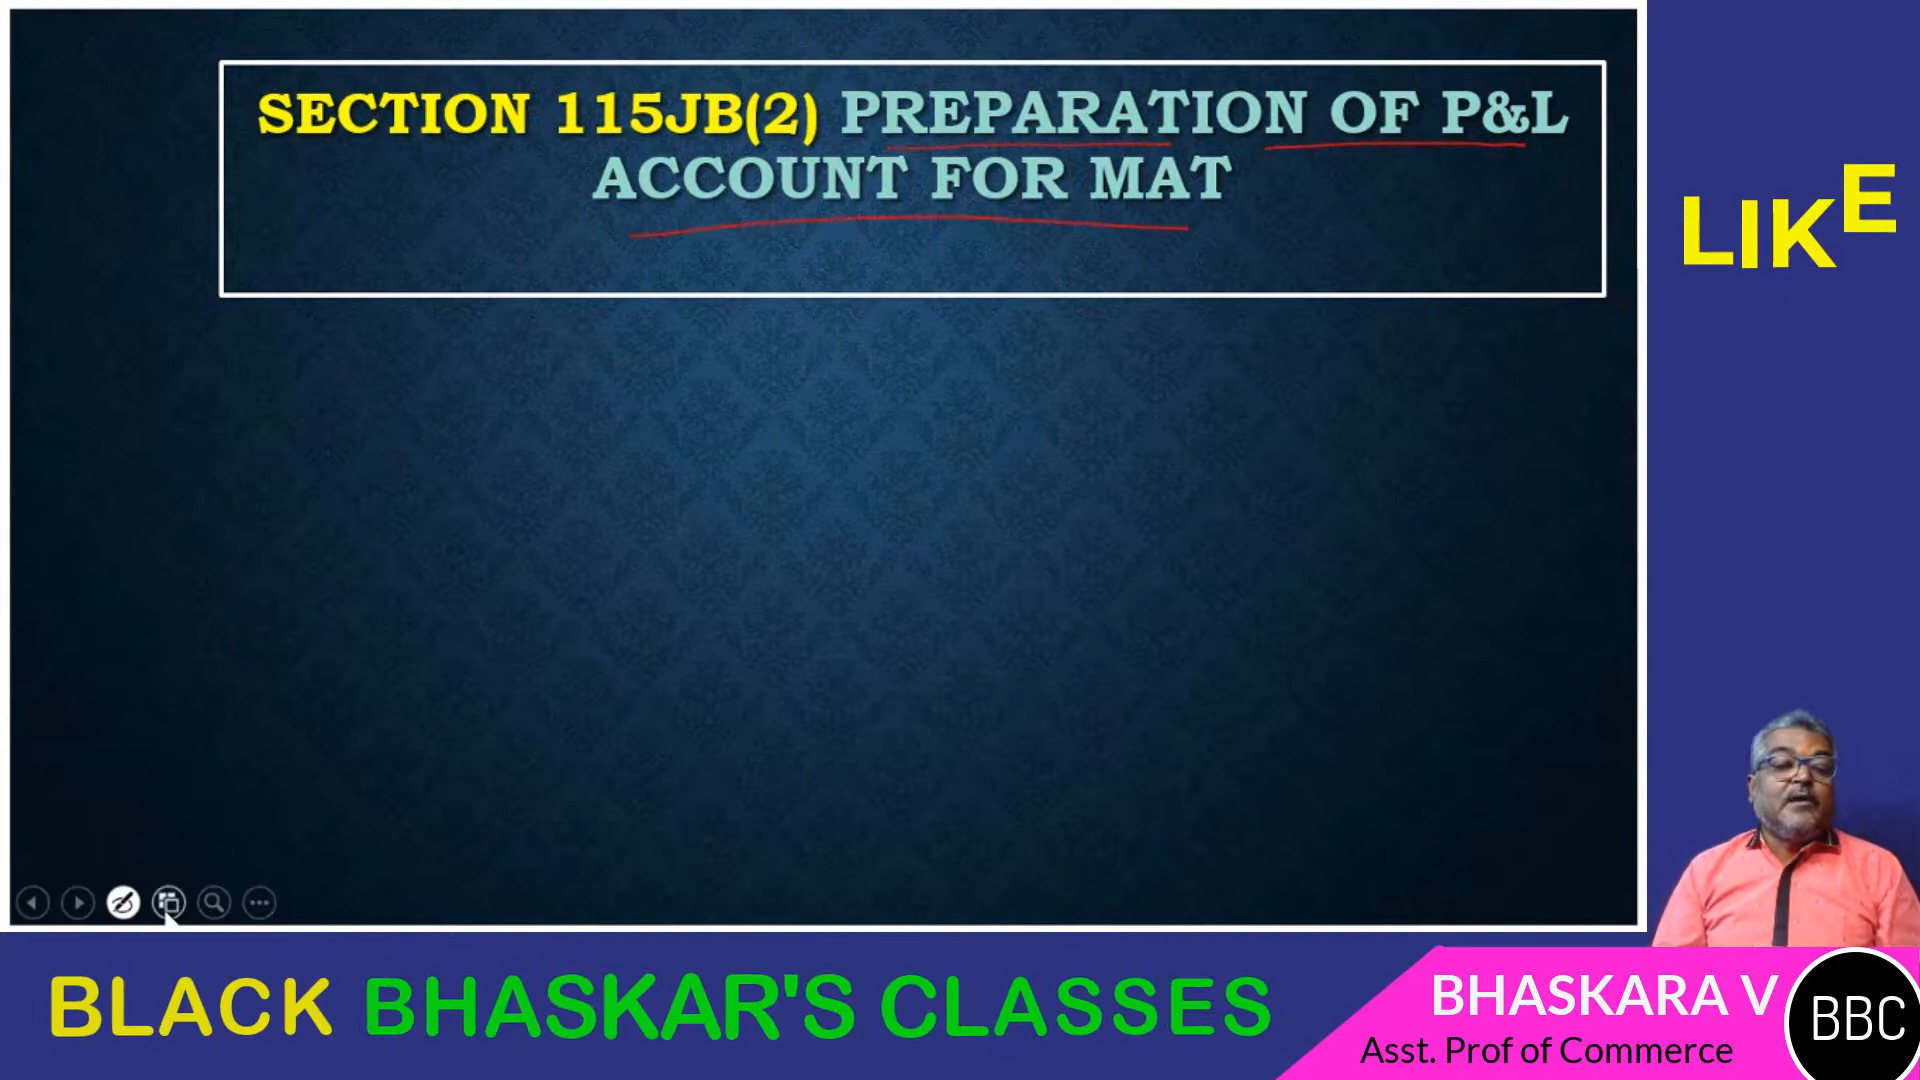 SECTION 115JB(2) PREPARATION OF P&L
ACCOUNT FOR MAT
LIKE
BLACK BHASKAR'S CLASSES
BHASKARA V
Asst. Prof of Commerce
BBC